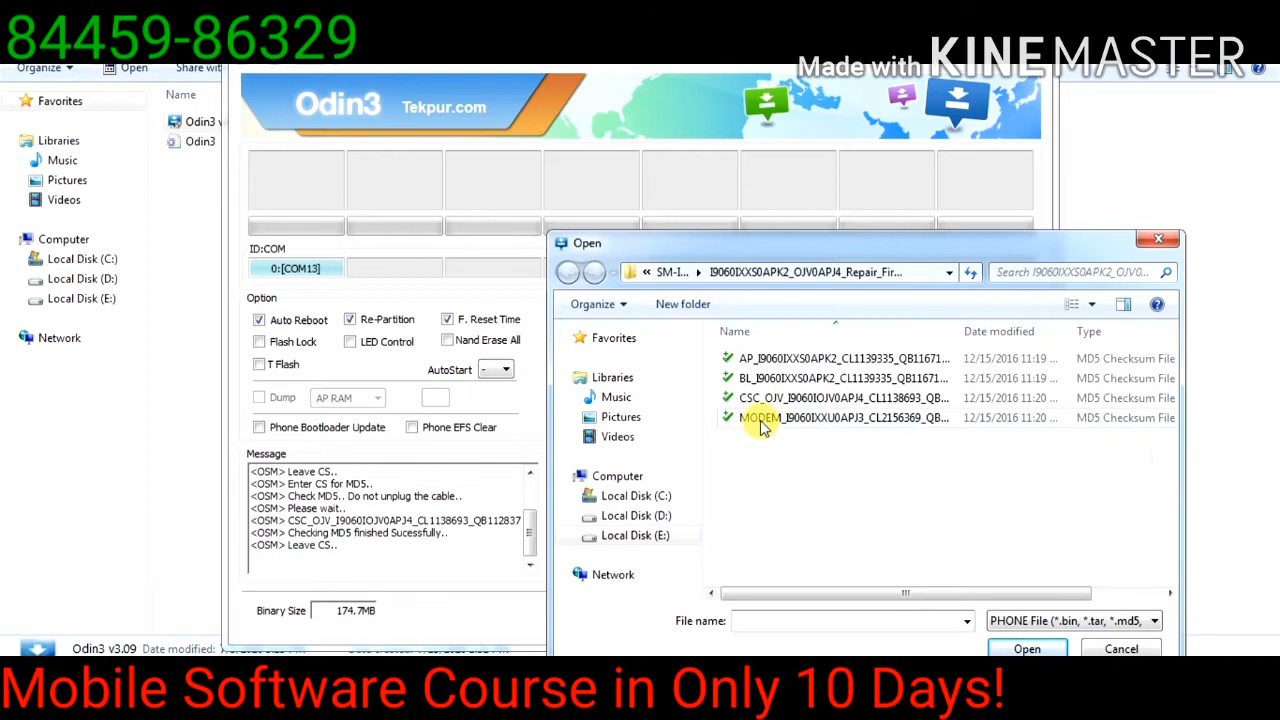 84459-86329
Made with KINEMASTER
Organize
Open
Share wit
Favorites
Libraries
Music
Pictures
Videos
Computer
Local Disk (C:)
Local Disk (D:)
Local Disk (E:)
Network
Name
Odin3 v
Odin3
Odin3 Tekpur.com
ID:COM
0:[COM13]
Option
Auto Reboot
Re-Partition
F. Reset Time
Flash Lock
LED Control
Nand Erase All
T Flash
AutoStart
-
Dump
AP RAM
Phone Bootloader Update
Phone EFS Clear
Message
<OSM> Leave CS..
<OSM> Enter CS for MD5..
<OSM> Check MD5.. Do not unplug the cable..
<OSM> Please wait..
<OSM> CSC_OJV_I9060IOJV0APJ4_CL1138693_QB112837
<OSM> Checking MD5 finished Sucessfully..
<OSM> Leave CS..
Binary Size
174.7MB
Open
« SM-I... I9060IXXS0APK2_OJV0APJ4_Repair_Fir...
Search I9060IXXS0APK2_OJV0...
Organize
New folder
Favorites
Libraries
Music
Pictures
Videos
Computer
Local Disk (C:)
Local Disk (D:)
Local Disk (E:)
Network
Name Date modified Type
AP_I9060IXXS0APK2_CL1139335_QB11671... 12/15/2016 11:19 ... MD5 Checksum File
BL_I9060IXXS0APK2_CL1139335_QB11671... 12/15/2016 11:19 ... MD5 Checksum File
CSC_OJV_I9060IOJV0APJ4_CL1138693_QB... 12/15/2016 11:20 ... MD5 Checksum File
MODEM_I9060IXXU0APJ3_CL2156369_QB... 12/15/2016 11:20 ... MD5 Checksum File
File name:
PHONE File (*.bin, *.tar, *.md5,
Open
Cancel
Odin3 v3.09 Date modified:
Mobile Software Course in Only 10 Days!